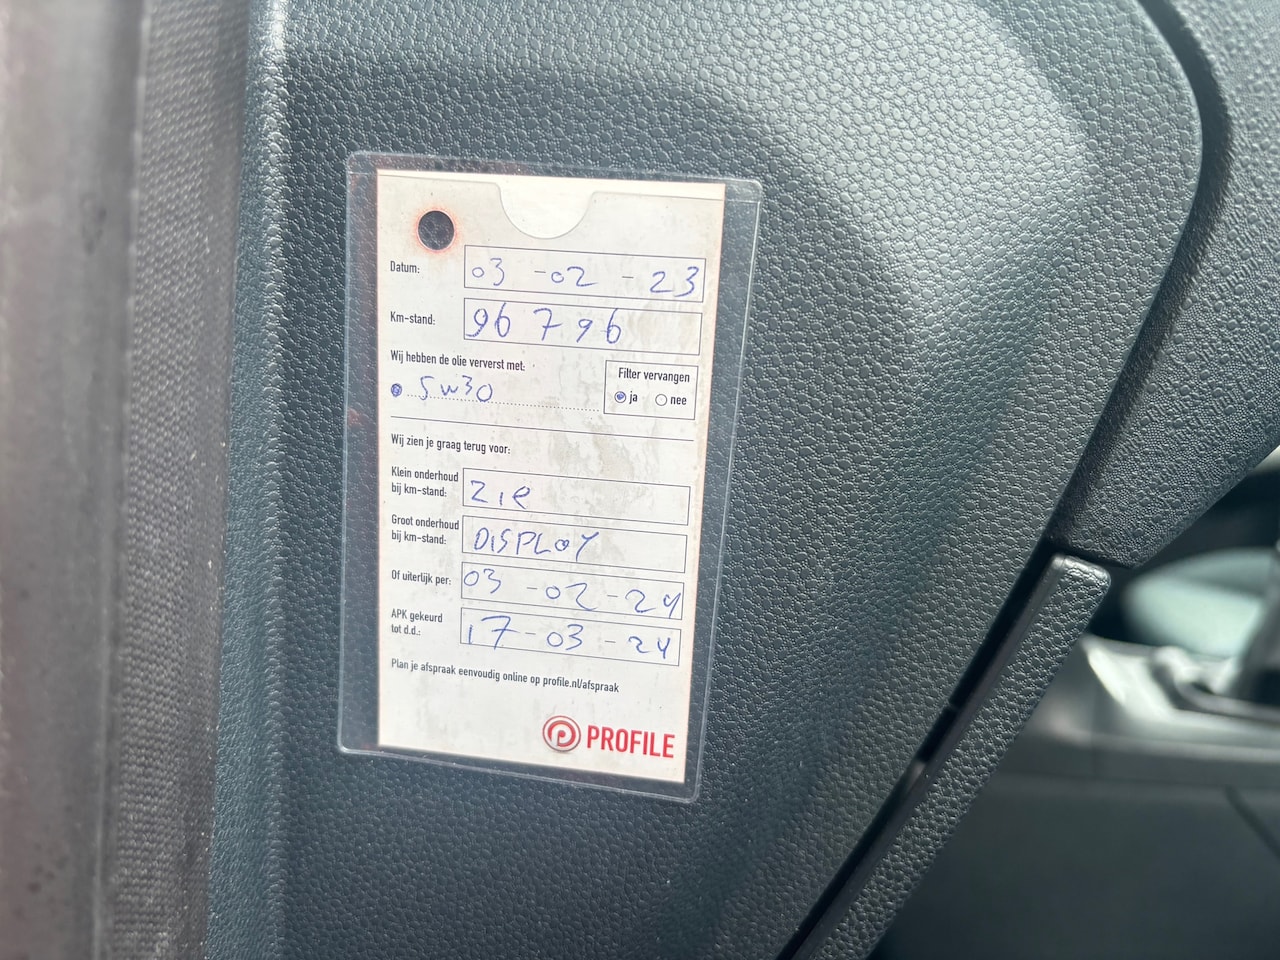 Datum: 03 - 02 - 23
Km-stand: 96 796
Wij hebben de olie ververst met:
5W30
Filter vervangen
ja nee
Wij zien je graag terug voor:
Klein onderhoud
bij km-stand: Zie
Groot onderhoud
bij km-stand: DISPLAY
Of uiterlijk per: 03 - 02 - 24
APK gekeurd
tot d.d.: 17 - 03 - 24
Plan je afspraak eenvoudig online op profile.nl/afspraak
PROFILE